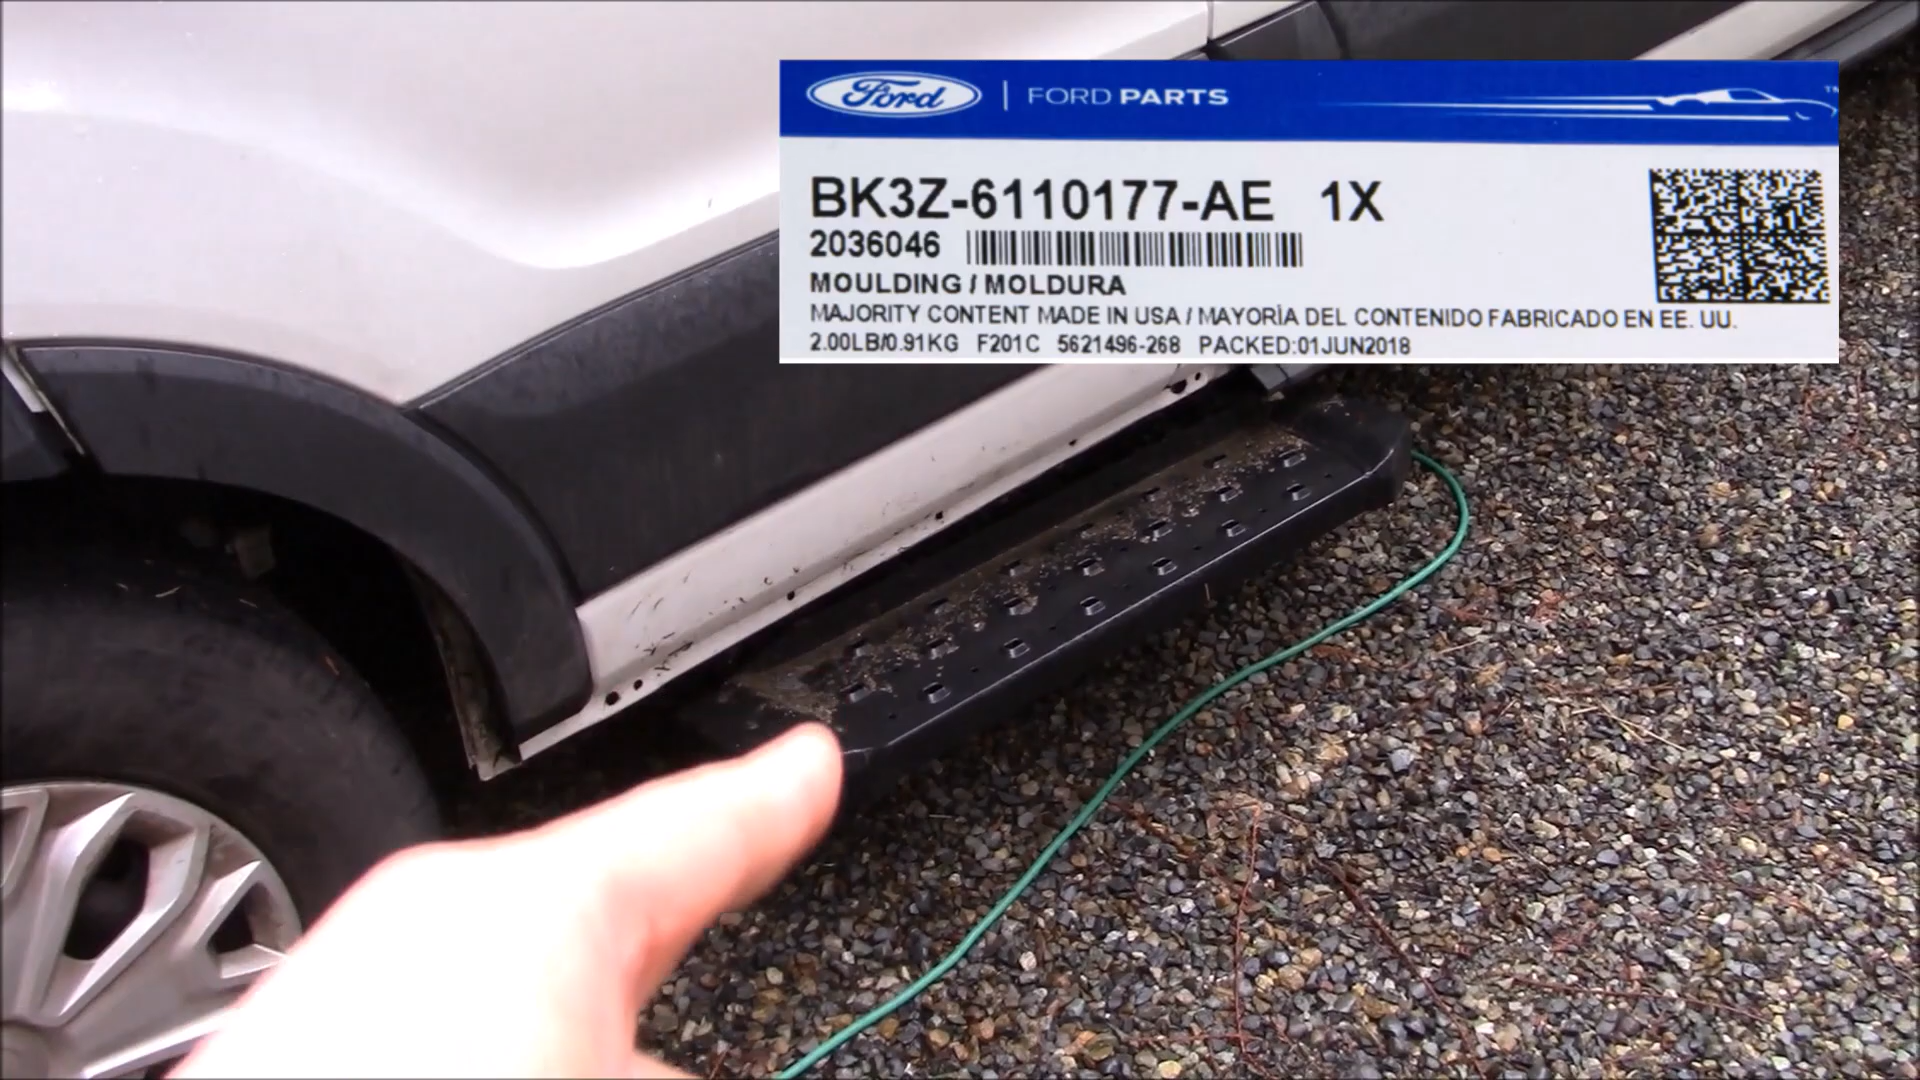 Ford | FORD PARTS
BK3Z-6110177-AE 1X
2036046
MOULDING / MOLDURA
MAJORITY CONTENT MADE IN USA / MAYORÌA DEL CONTENIDO FABRICADO EN EE. UU.
2.00LB/0.91KG F201C 5621496-268 PACKED:01JUN2018